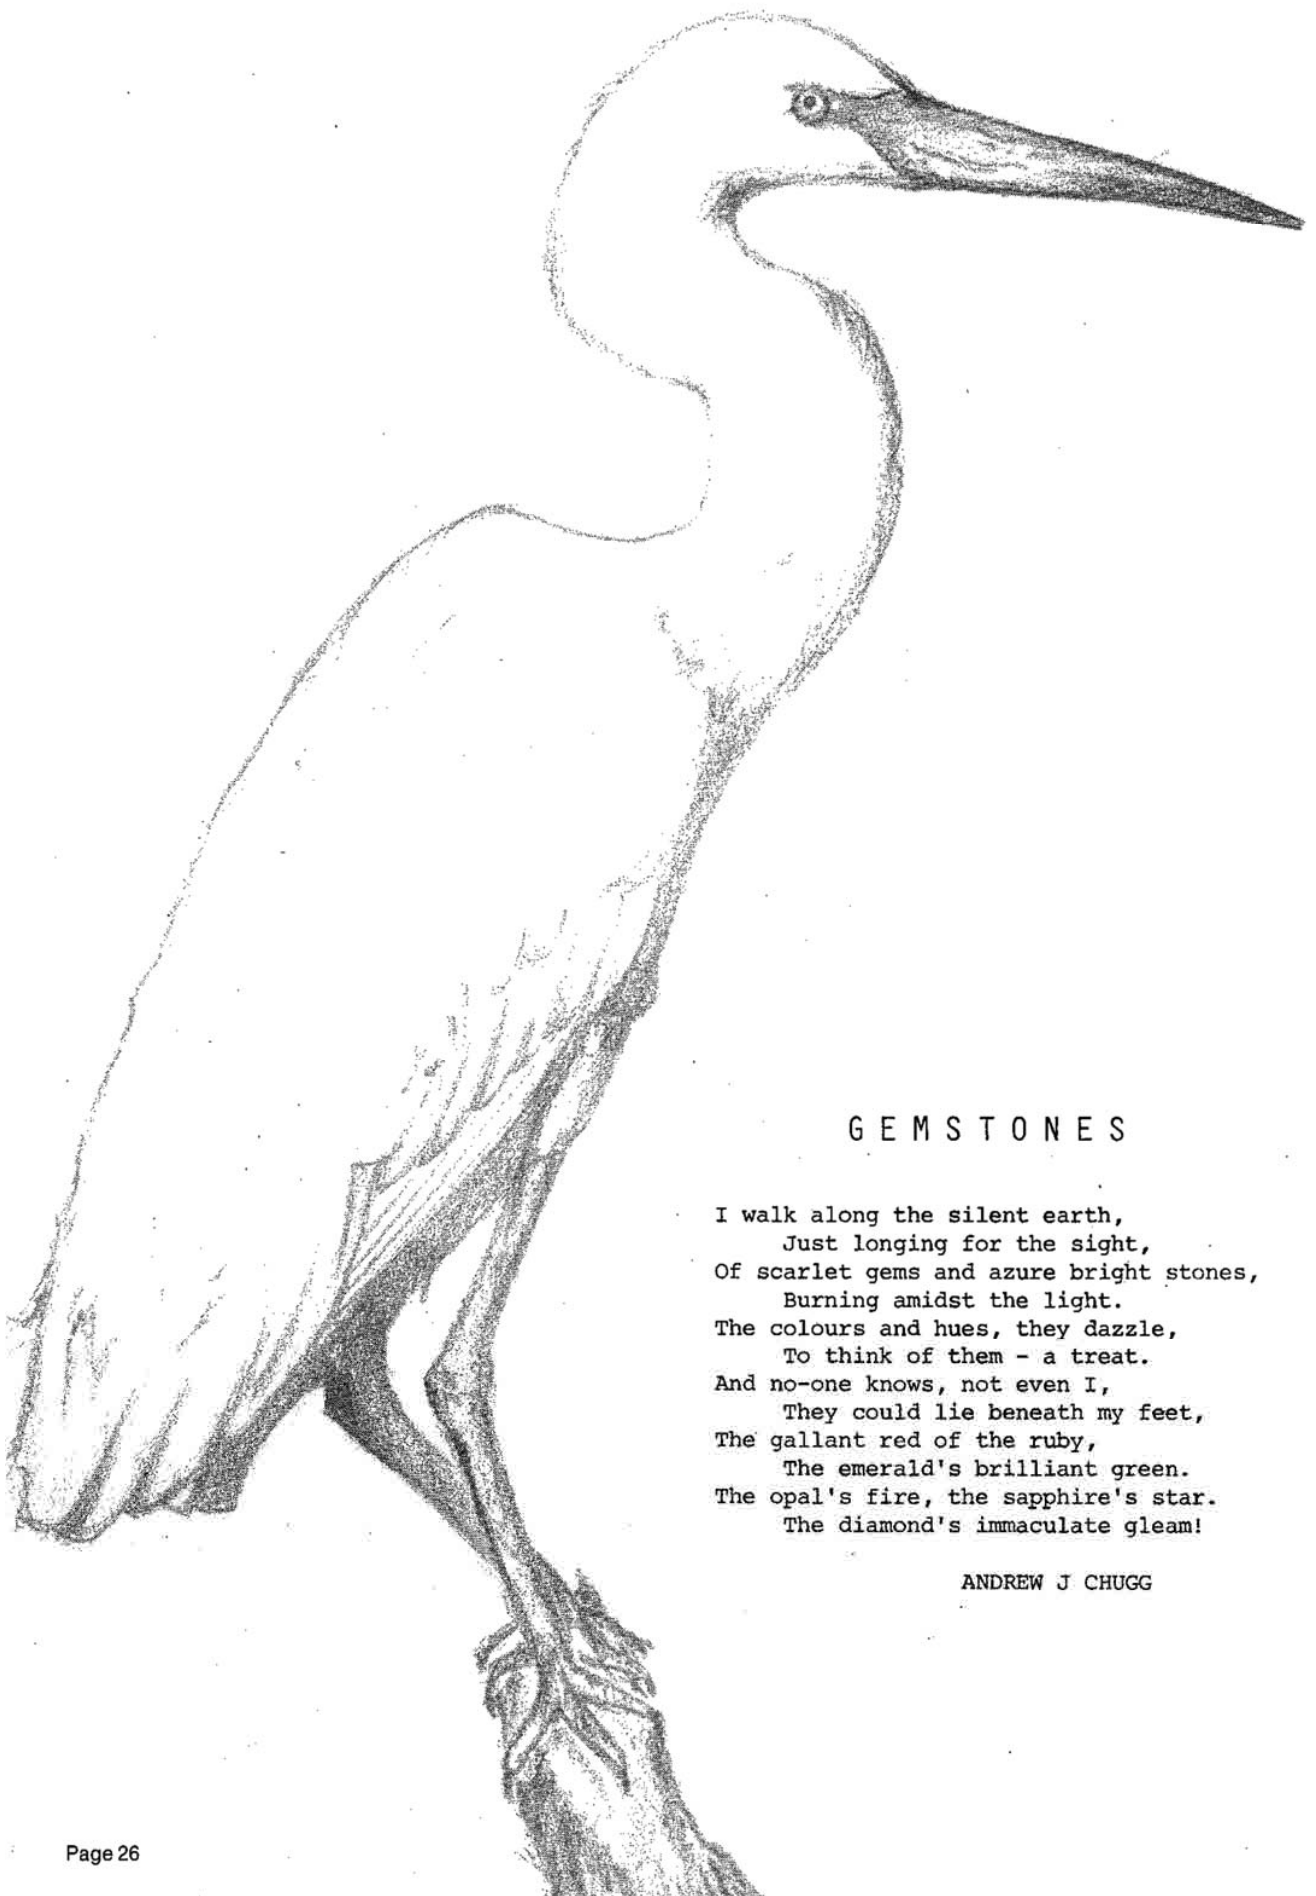 GEMSTONES
I walk along the silent earth,
Just longing for the sight,
Of scarlet gems and azure bright stones,
Burning amidst the light.
The colours and hues, they dazzle,
To think of them - a treat.
And no-one knows, not even I,
They could lie beneath my feet,
The gallant red of the ruby,
The emerald's brilliant green.
The opal's fire, the sapphire's star.
The diamond's immaculate gleam!
ANDREW J CHUGG
Page 26